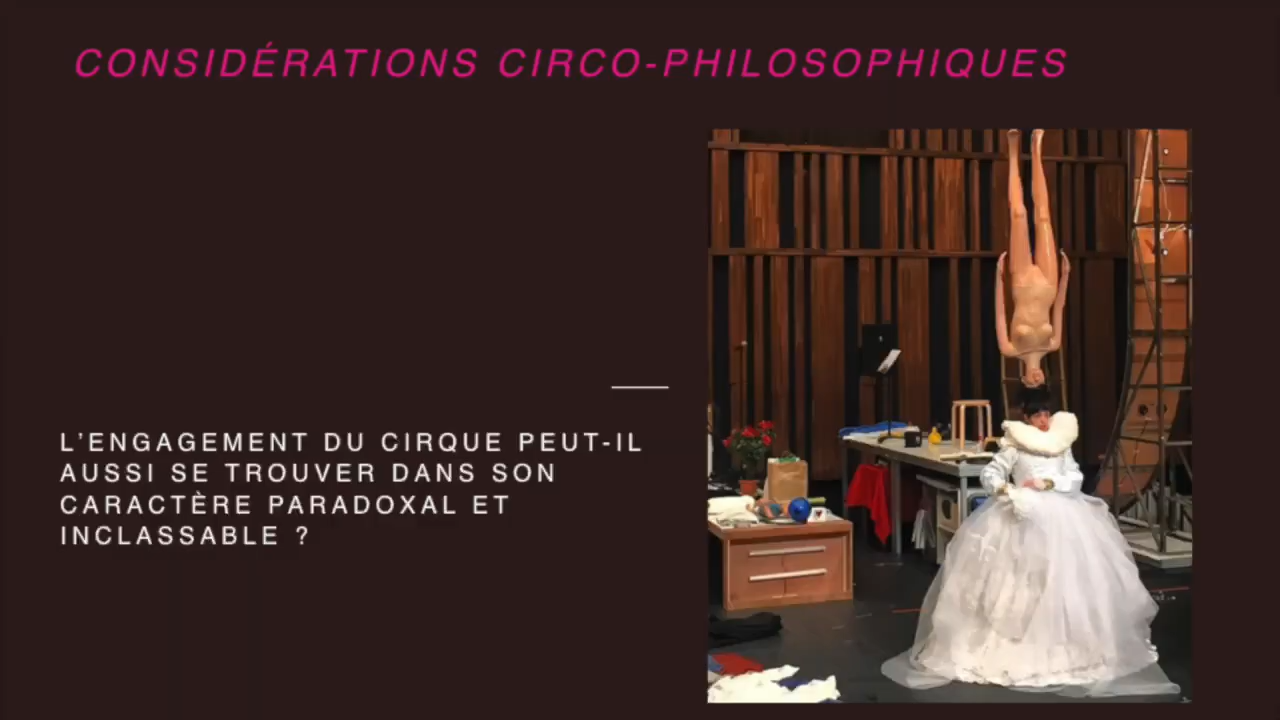 CONSIDÉRATIONS CIRCO-PHILOSOPHIQUES
L’ENGAGEMENT DU CIRQUE PEUT-IL
AUSSI SE TROUVER DANS SON
CARACTÈRE PARADOXAL ET
INCLASSABLE ?